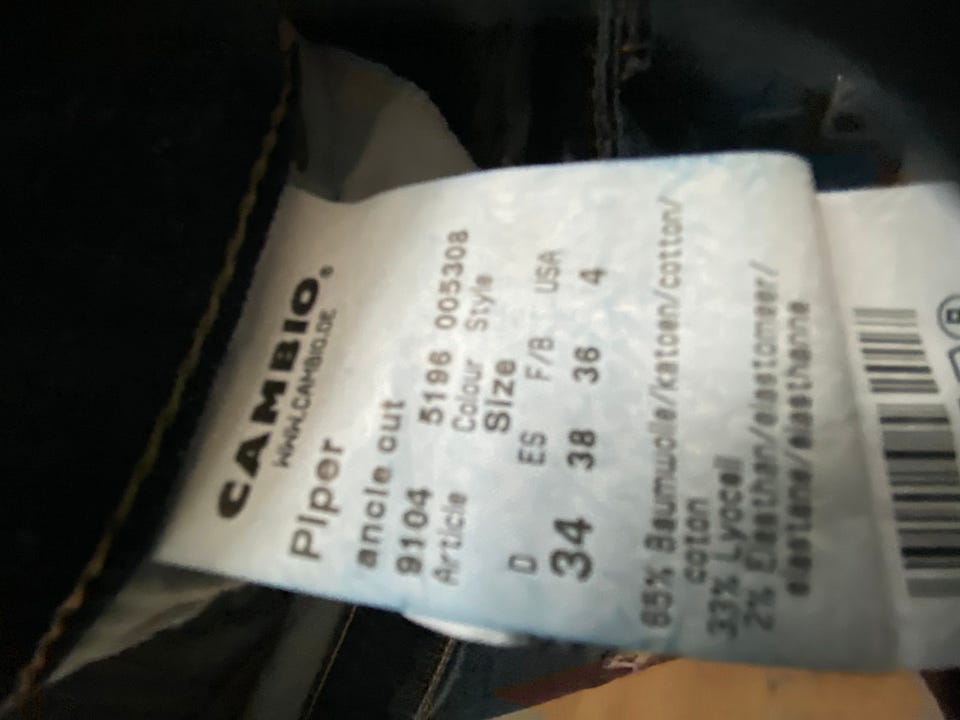 CAMBIO®
WWW.CAMBIO.DE
Piper
ancle cut
9104 5196 005308
Article Colour Style
Size
D ES F/B USA
34 38 36 4
65% Baumwolle/katoen/cotton/
coton
33% Lyocell
2% Elasthan/elastomeer/
elastane/elasthanne